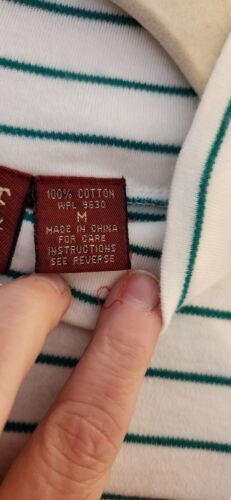 100% COTTON
WPL 9630
M
MADE IN CHINA
FOR CARE
INSTRUCTIONS
SEE REVERSE